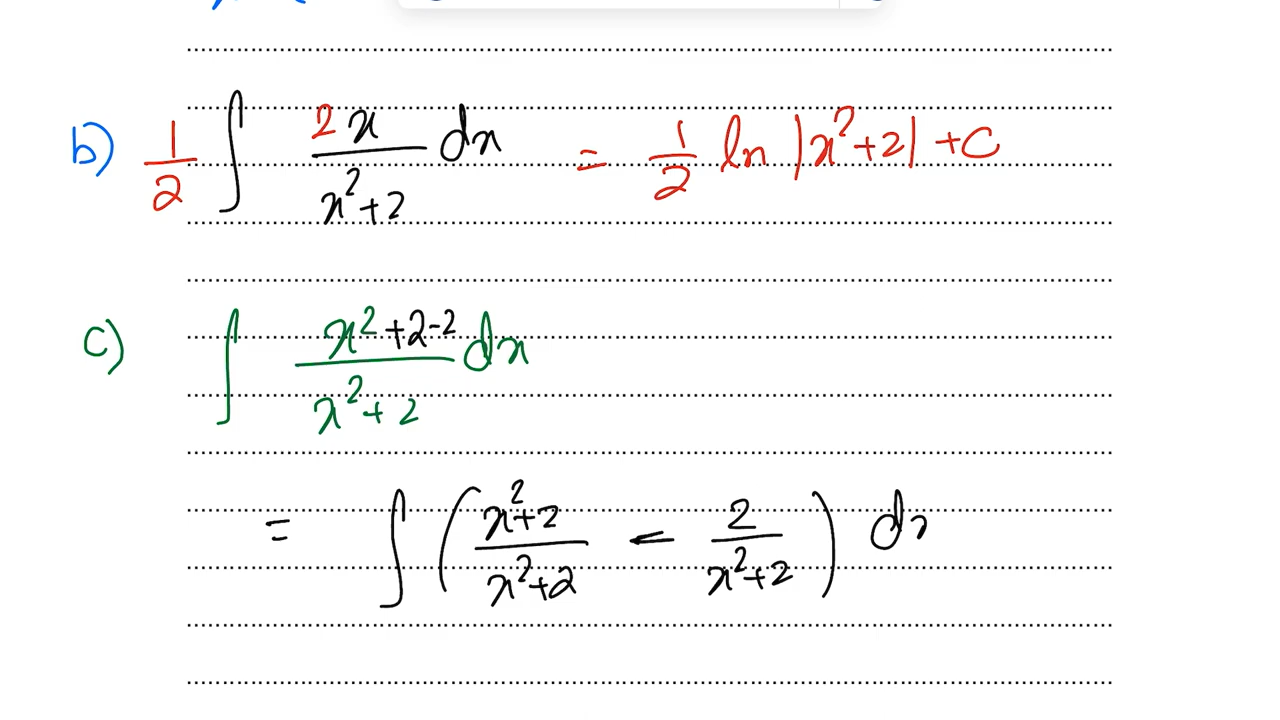 b) 1/2 ∫ 2x/(x²+2) dx = 1/2 ln |x²+2| + C
c) ∫ (x²+2-2)/(x²+2) dx
= ∫ ( (x²+2)/(x²+2) - 2/(x²+2) ) dx